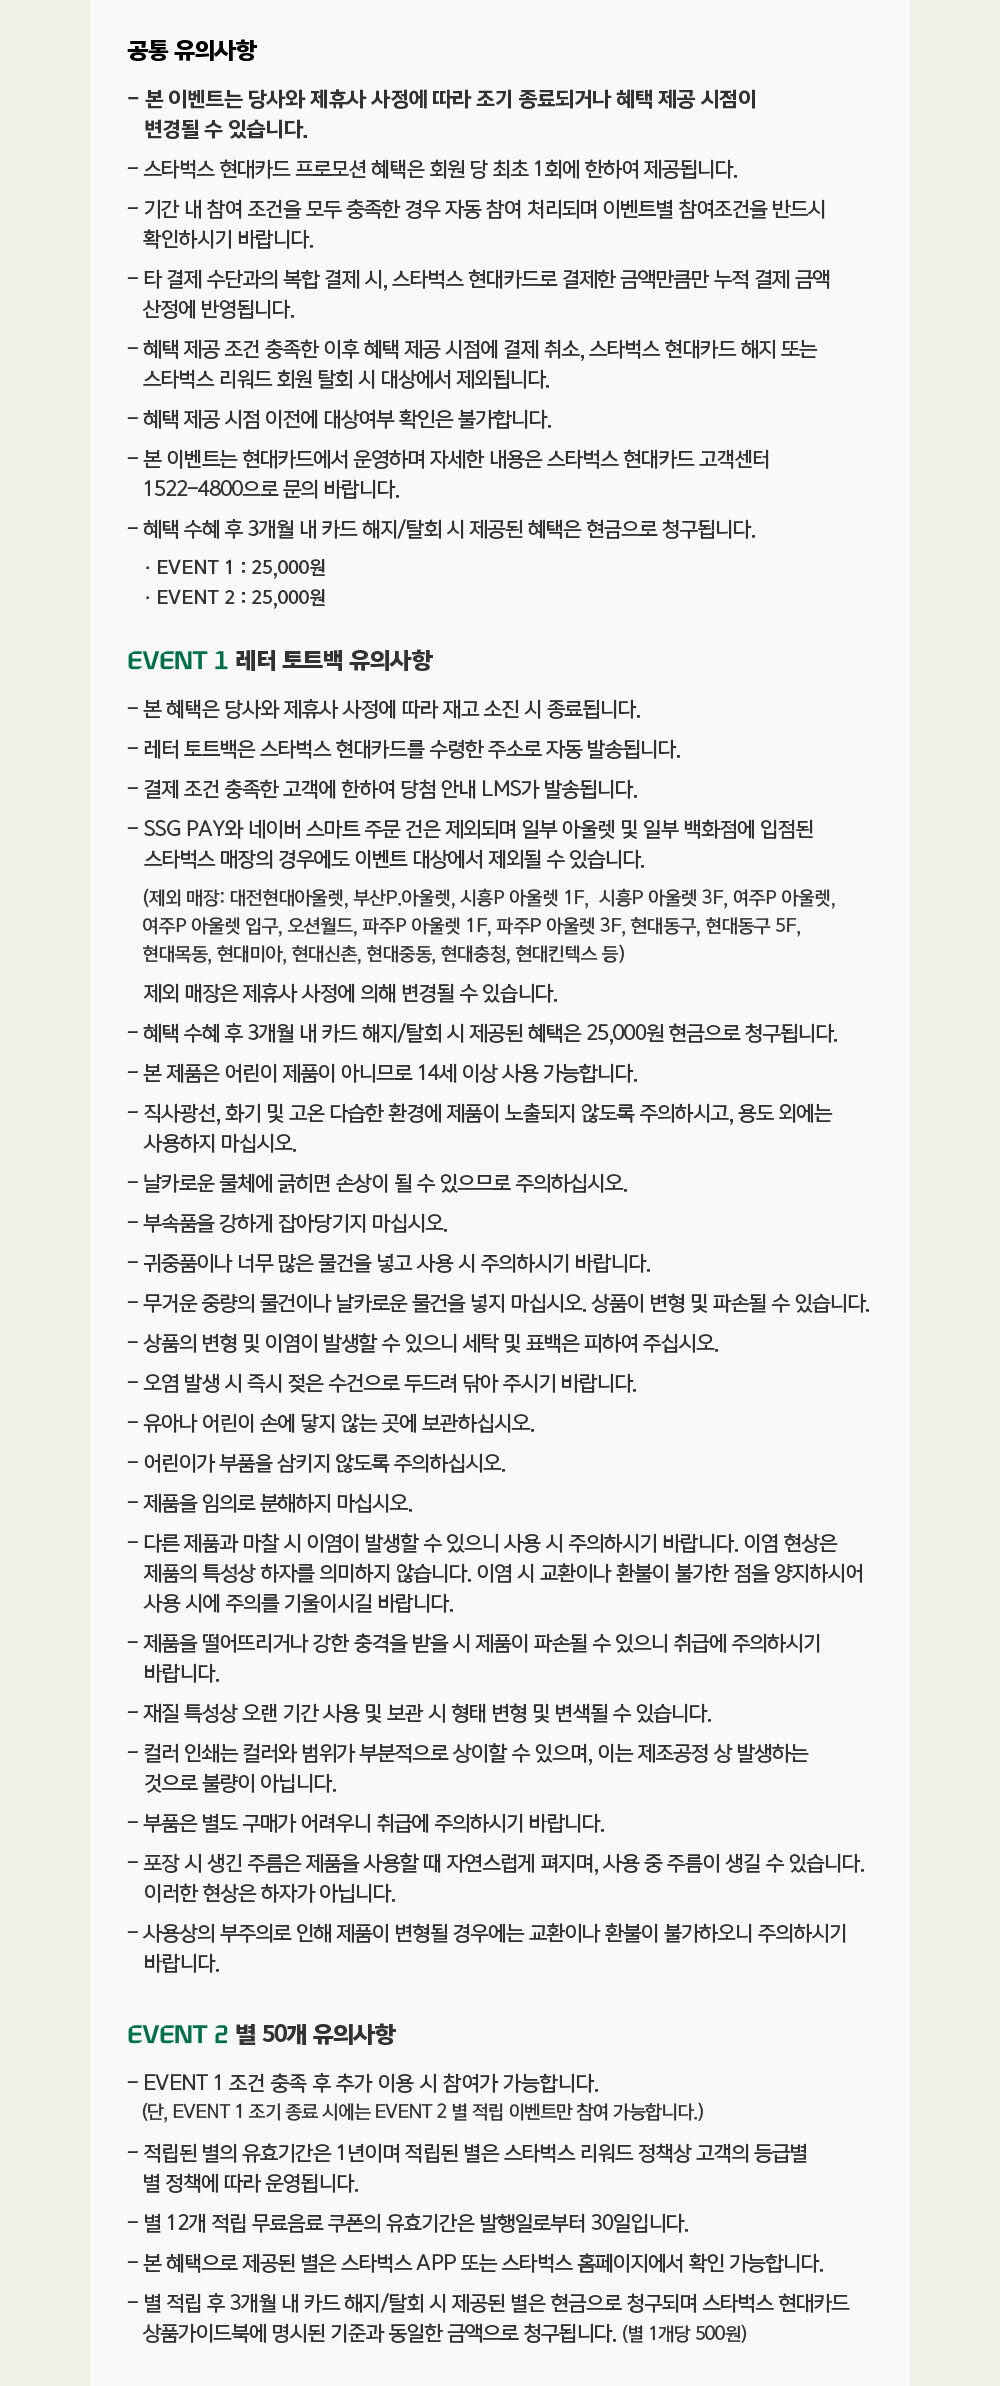 공통 유의사항
- 본 이벤트는 당사와 제휴사 사정에 따라 조기 종료되거나 혜택 제공 시점이
변경될 수 있습니다.
- 스타벅스 현대카드 프로모션 혜택은 회원 당 최초 1회에 한하여 제공됩니다.
- 기간 내 참여 조건을 모두 충족한 경우 자동 참여 처리되며 이벤트별 참여조건을 반드시
확인하시기 바랍니다.
- 타 결제 수단과의 복합 결제 시, 스타벅스 현대카드로 결제한 금액만큼만 누적 결제 금액
산정에 반영됩니다.
- 혜택 제공 조건 충족한 이후 혜택 제공 시점에 결제 취소, 스타벅스 현대카드 해지 또는
스타벅스 리워드 회원 탈회 시 대상에서 제외됩니다.
- 혜택 제공 시점 이전에 대상여부 확인은 불가합니다.
- 본 이벤트는 현대카드에서 운영하며 자세한 내용은 스타벅스 현대카드 고객센터
1522-4800으로 문의 바랍니다.
- 혜택 수혜 후 3개월 내 카드 해지/탈회 시 제공된 혜택은 현금으로 청구됩니다.
· EVENT 1 : 25,000원
· EVENT 2 : 25,000원
EVENT 1 레터 토트백 유의사항
- 본 혜택은 당사와 제휴사 사정에 따라 재고 소진 시 종료됩니다.
- 레터 토트백은 스타벅스 현대카드를 수령한 주소로 자동 발송됩니다.
- 결제 조건 충족한 고객에 한하여 당첨 안내 LMS가 발송됩니다.
- SSG PAY와 네이버 스마트 주문 건은 제외되며 일부 아울렛 및 일부 백화점에 입점된
스타벅스 매장의 경우에도 이벤트 대상에서 제외될 수 있습니다.
(제외 매장: 대전현대아울렛, 부산P.아울렛, 시흥P 아울렛 1F, 시흥P 아울렛 3F, 여주P 아울렛,
여주P 아울렛 입구, 오션월드, 파주P 아울렛 1F, 파주P 아울렛 3F, 현대동구, 현대동구 5F,
현대목동, 현대미아, 현대신촌, 현대중동, 현대충청, 현대킨텍스 등)
제외 매장은 제휴사 사정에 의해 변경될 수 있습니다.
- 혜택 수혜 후 3개월 내 카드 해지/탈회 시 제공된 혜택은 25,000원 현금으로 청구됩니다.
- 본 제품은 어린이 제품이 아니므로 14세 이상 사용 가능합니다.
- 직사광선, 화기 및 고온 다습한 환경에 제품이 노출되지 않도록 주의하시고, 용도 외에는
사용하지 마십시오.
- 날카로운 물체에 긁히면 손상이 될 수 있으므로 주의하십시오.
- 부속품을 강하게 잡아당기지 마십시오.
- 귀중품이나 너무 많은 물건을 넣고 사용 시 주의하시기 바랍니다.
- 무거운 중량의 물건이나 날카로운 물건을 넣지 마십시오. 상품이 변형 및 파손될 수 있습니다.
- 상품의 변형 및 이염이 발생할 수 있으니 세탁 및 표백은 피하여 주십시오.
- 오염 발생 시 즉시 젖은 수건으로 두드려 닦아 주시기 바랍니다.
- 유아나 어린이 손에 닿지 않는 곳에 보관하십시오.
- 어린이가 부품을 삼키지 않도록 주의하십시오.
- 제품을 임의로 분해하지 마십시오.
- 다른 제품과 마찰 시 이염이 발생할 수 있으니 사용 시 주의하시기 바랍니다. 이염 현상은
제품의 특성상 하자를 의미하지 않습니다. 이염 시 교환이나 환불이 불가한 점을 양지하시어
사용 시에 주의를 기울이시길 바랍니다.
- 제품을 떨어뜨리거나 강한 충격을 받을 시 제품이 파손될 수 있으니 취급에 주의하시기
바랍니다.
- 재질 특성상 오랜 기간 사용 및 보관 시 형태 변형 및 변색될 수 있습니다.
- 컬러 인쇄는 컬러와 범위가 부분적으로 상이할 수 있으며, 이는 제조공정 상 발생하는
것으로 불량이 아닙니다.
- 부품은 별도 구매가 어려우니 취급에 주의하시기 바랍니다.
- 포장 시 생긴 주름은 제품을 사용할 때 자연스럽게 펴지며, 사용 중 주름이 생길 수 있습니다.
이러한 현상은 하자가 아닙니다.
- 사용상의 부주의로 인해 제품이 변형될 경우에는 교환이나 환불이 불가하오니 주의하시기
바랍니다.
EVENT 2 별 50개 유의사항
- EVENT 1 조건 충족 후 추가 이용 시 참여가 가능합니다.
(단, EVENT 1 조기 종료 시에는 EVENT 2 별 적립 이벤트만 참여 가능합니다.)
- 적립된 별의 유효기간은 1년이며 적립된 별은 스타벅스 리워드 정책상 고객의 등급별
별 정책에 따라 운영됩니다.
- 별 12개 적립 무료음료 쿠폰의 유효기간은 발행일로부터 30일입니다.
- 본 혜택으로 제공된 별은 스타벅스 APP 또는 스타벅스 홈페이지에서 확인 가능합니다.
- 별 적립 후 3개월 내 카드 해지/탈회 시 제공된 별은 현금으로 청구되며 스타벅스 현대카드
상품가이드북에 명시된 기준과 동일한 금액으로 청구됩니다. (별 1개당 500원)